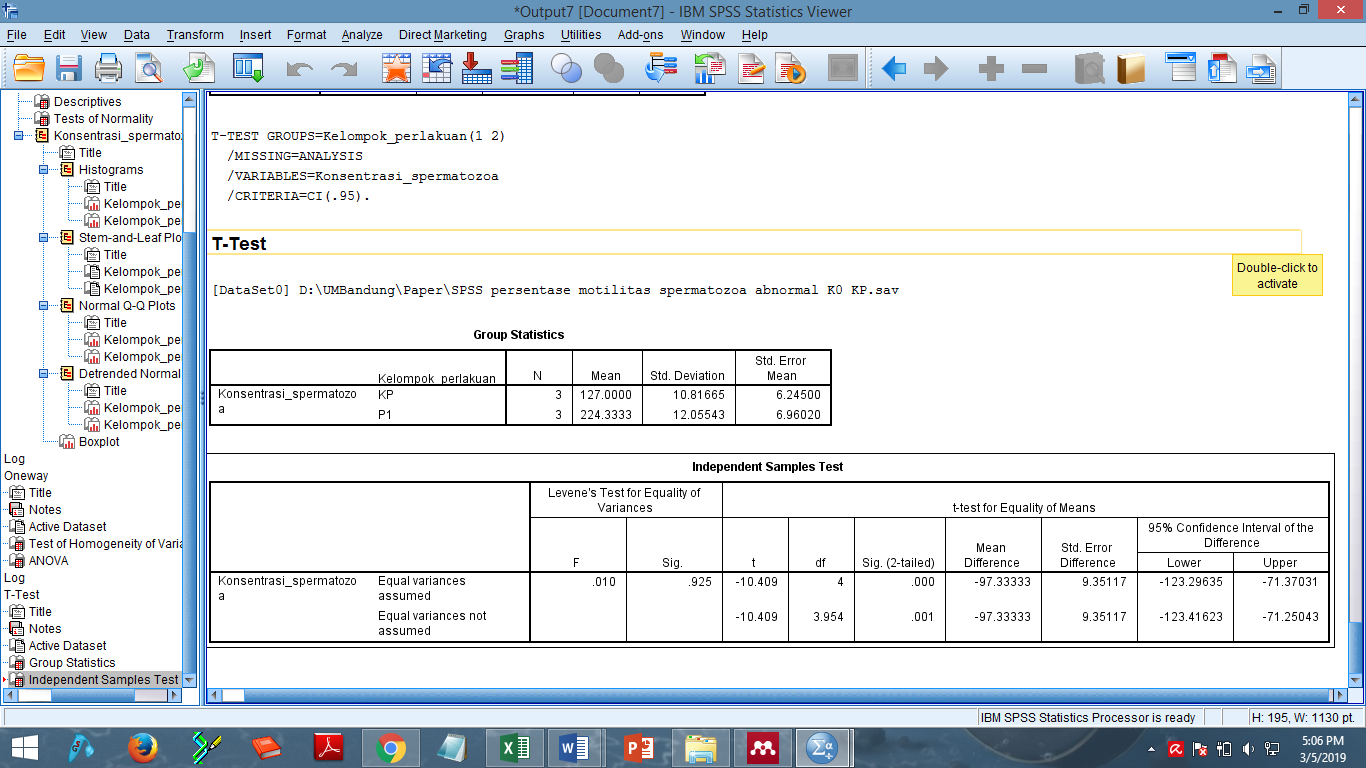 *Output7 [Document7] - IBM SPSS Statistics Viewer
File Edit View Data Transform Insert Format Analyze Direct Marketing Graphs Utilities Add-ons Window Help
Descriptives
Tests of Normality
Konsentrasi_spermatoz
Title
Histograms
Title
Kelompok_pe
Kelompok_pe
Stem-and-Leaf Plo
Title
Kelompok_pe
Kelompok_pe
Normal Q-Q Plots
Title
Kelompok_pe
Kelompok_pe
Detrended Normal
Title
Kelompok_pe
Kelompok_pe
Boxplot
Log
Oneway
Title
Notes
Active Dataset
Test of Homogeneity of Varia
ANOVA
Log
T-Test
Title
Notes
Active Dataset
Group Statistics
Independent Samples Test
T-TEST GROUPS=Kelompok_perlakuan(1 2)
/MISSING=ANALYSIS
/VARIABLES=Konsentrasi_spermatozoa
/CRITERIA=CI(.95).
T-Test
Double-click to
activate
[DataSet0] D:\UMBandung\Paper\SPSS persentase motilitas spermatozoa abnormal K0 KP.sav
Group Statistics
Kelompok_perlakuan N Mean Std. Deviation Std. Error
Mean
Konsentrasi_spermatozo KP 3 127.0000 10.81665 6.24500
a P1 3 224.3333 12.05543 6.96020
Independent Samples Test
Levene's Test for Equality of
Variances
t-test for Equality of Means
F Sig. t df Sig. (2-tailed) Mean
Difference Std. Error
Difference 95% Confidence Interval of the
Difference
Lower Upper
Konsentrasi_spermatozo Equal variances .010 .925 -10.409 4 .000 -97.33333 9.35117 -123.29635 -71.37031
a assumed
Equal variances not -10.409 3.954 .001 -97.33333 9.35117 -123.41623 -71.25043
assumed
IBM SPSS Statistics Processor is ready H: 195, W: 1130 pt.
5:06 PM
3/5/2019